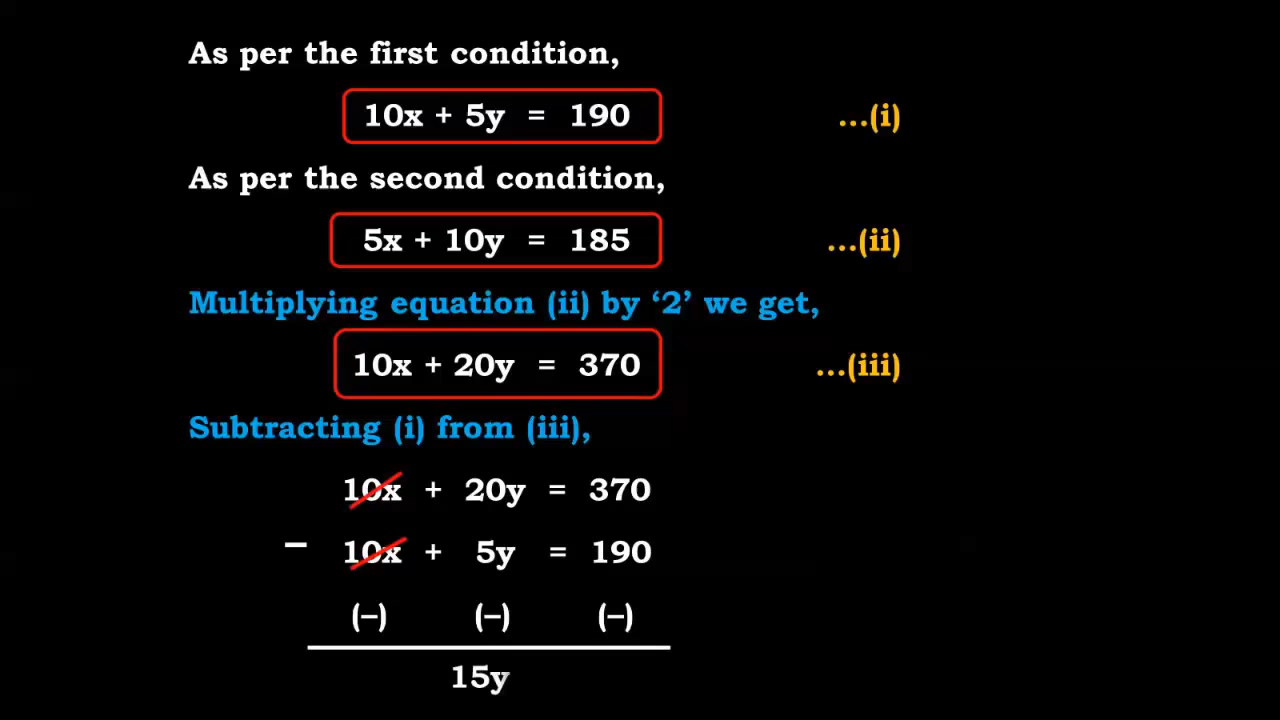 As per the first condition,
10x + 5y = 190 ...(i)
As per the second condition,
5x + 10y = 185 ...(ii)
Multiplying equation (ii) by ‘2’ we get,
10x + 20y = 370 ...(iii)
Subtracting (i) from (iii),
10x + 20y = 370
– 10x + 5y = 190
(–) (–) (–)
15y